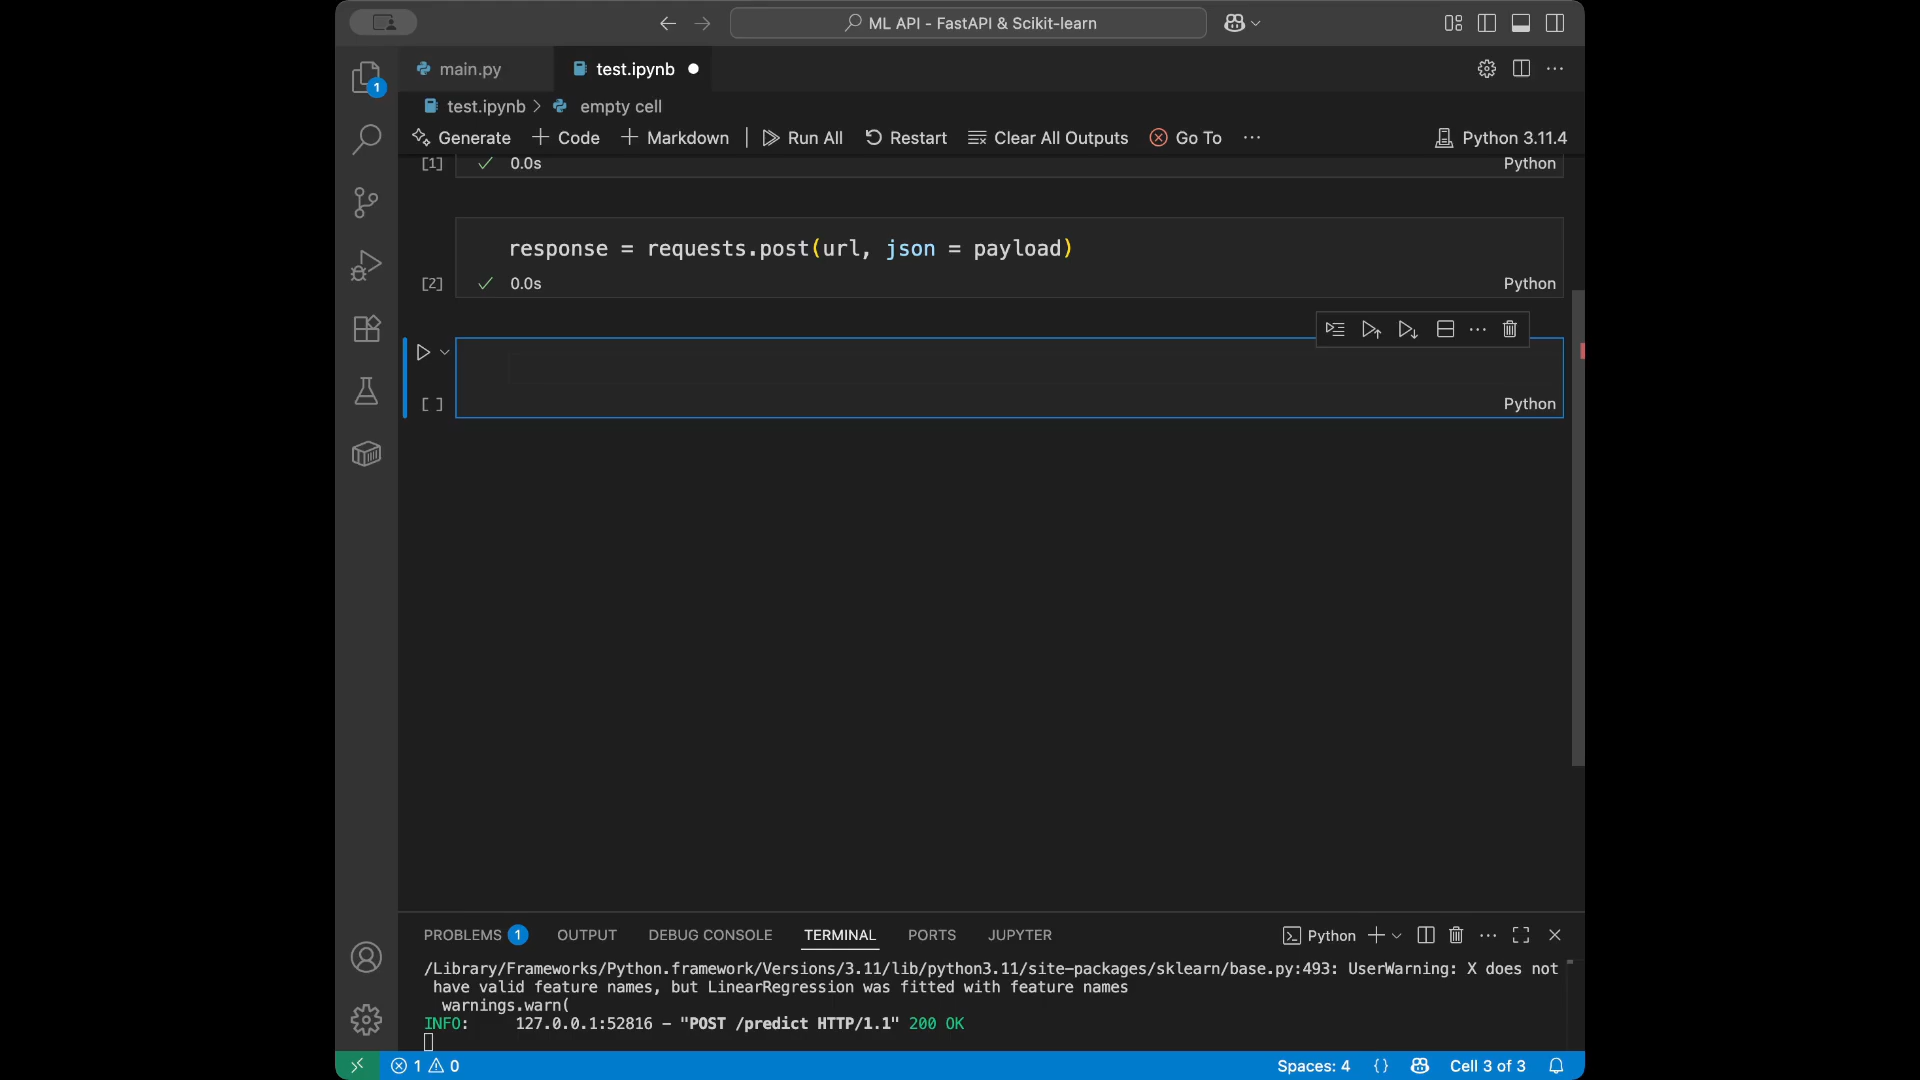 ML API - FastAPI & Scikit-learn
main.py
test.ipynb
1
test.ipynb > empty cell
Generate + Code + Markdown | Run All Restart Clear All Outputs Go To ... Python 3.11.4
[1] 0.0s Python
response = requests.post(url, json = payload)
[2] 0.0s Python
[ ] Python
PROBLEMS 1 OUTPUT DEBUG CONSOLE TERMINAL PORTS JUPYTER Python
/Library/Frameworks/Python.framework/Versions/3.11/lib/python3.11/site-packages/sklearn/base.py:493: UserWarning: X does not
have valid feature names, but LinearRegression was fitted with feature names
warnings.warn(
INFO: 127.0.0.1:52816 - "POST /predict HTTP/1.1" 200 OK
1 0 Spaces: 4 {} Cell 3 of 3